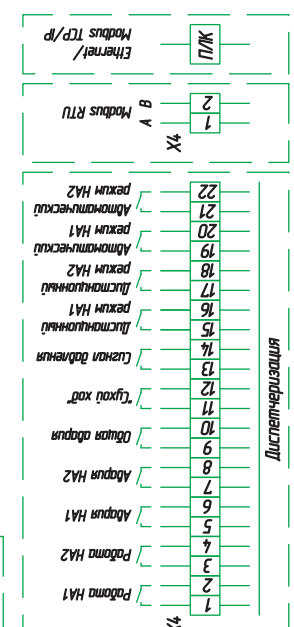 Диспетчеризация
X4
1
2
Работа НА1
3
4
Работа НА2
5
6
Авария НА1
7
8
Авария НА2
9
10
Общая авария
11
12
"Сухой ход"
13
14
Сигнал давления
15
16
Дистанционный
режим НА1
17
18
Дистанционный
режим НА2
19
20
Автоматический
режим НА1
21
22
Автоматический
режим НА2
X4
1 A
2 B
Modbus RTU
П/К
Ethernet/
Modbus TCP/IP